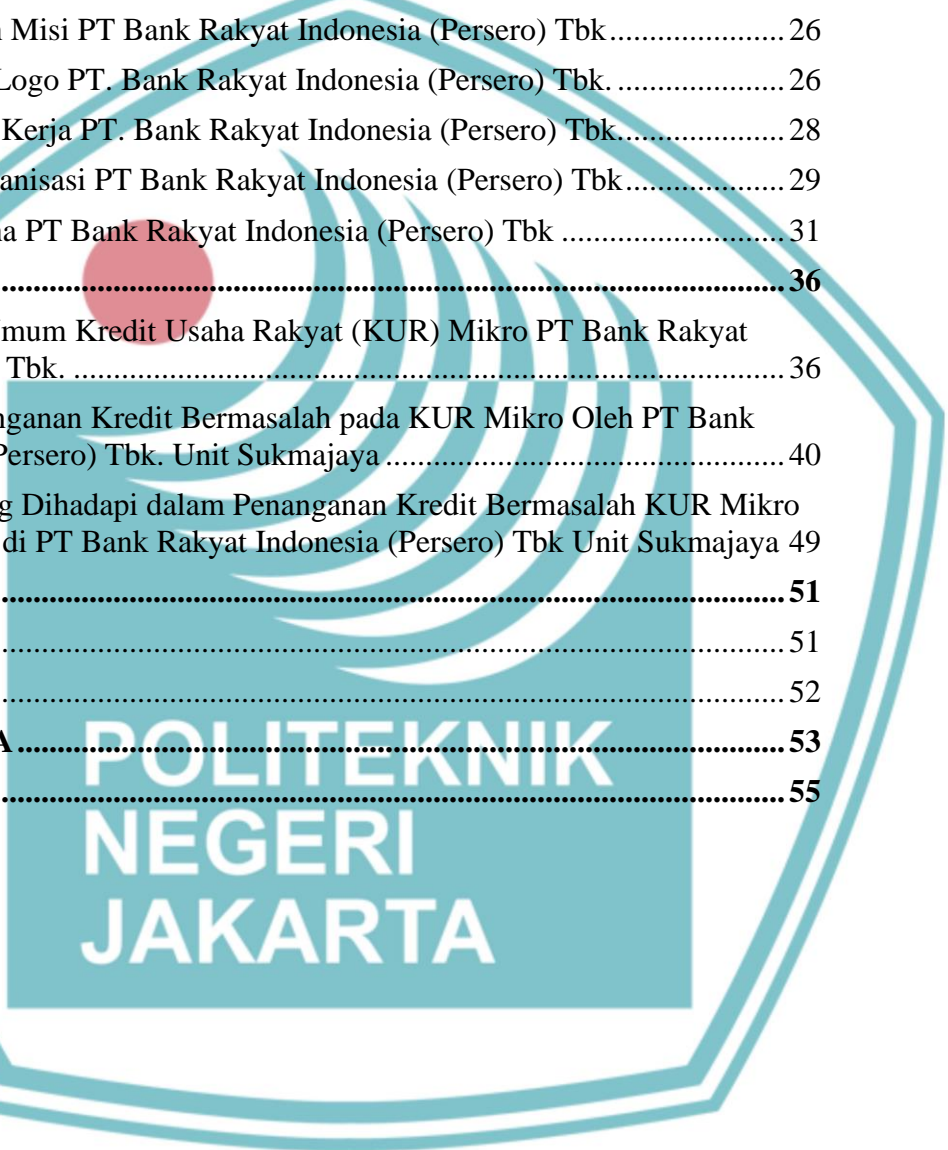 n Misi PT Bank Rakyat Indonesia (Persero) Tbk..................... 26
Logo PT. Bank Rakyat Indonesia (Persero) Tbk. .................... 26
Kerja PT. Bank Rakyat Indonesia (Persero) Tbk.................... 28
anisasi PT Bank Rakyat Indonesia (Persero) Tbk................... 29
ha PT Bank Rakyat Indonesia (Persero) Tbk ........................... 31
.................................................................................................... 36
Umum Kredit Usaha Rakyat (KUR) Mikro PT Bank Rakyat
Tbk. ...................................................................................... 36
nganan Kredit Bermasalah pada KUR Mikro Oleh PT Bank
Persero) Tbk. Unit Sukmajaya ................................................ 40
g Dihadapi dalam Penanganan Kredit Bermasalah KUR Mikro
di PT Bank Rakyat Indonesia (Persero) Tbk Unit Sukmajaya 49
.................................................................................................... 51
.................................................................................................... 51
.................................................................................................... 52
A .............................................................................................. 53
.................................................................................................... 55
POLITEKNIK
NEGERI
JAKARTA